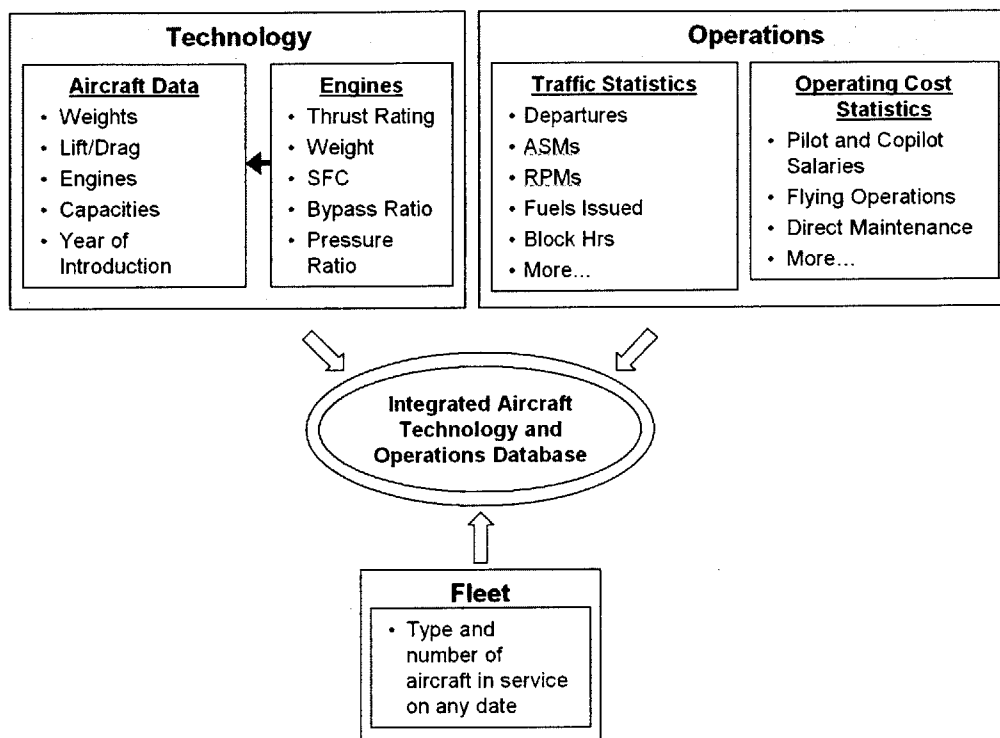 Technology
Aircraft Data
• Weights
• Lift/Drag
• Engines
• Capacities
• Year of
Introduction
Engines
• Thrust Rating
• Weight
• SFC
• Bypass Ratio
• Pressure
Ratio
Operations
Traffic Statistics
• Departures
• ASMs
• RPMs
• Fuels Issued
• Block Hrs
• More...
Operating Cost
Statistics
• Pilot and Copilot
Salaries
• Flying Operations
• Direct Maintenance
• More...
Integrated Aircraft
Technology and
Operations Database
Fleet
• Type and
number of
aircraft in service
on any date